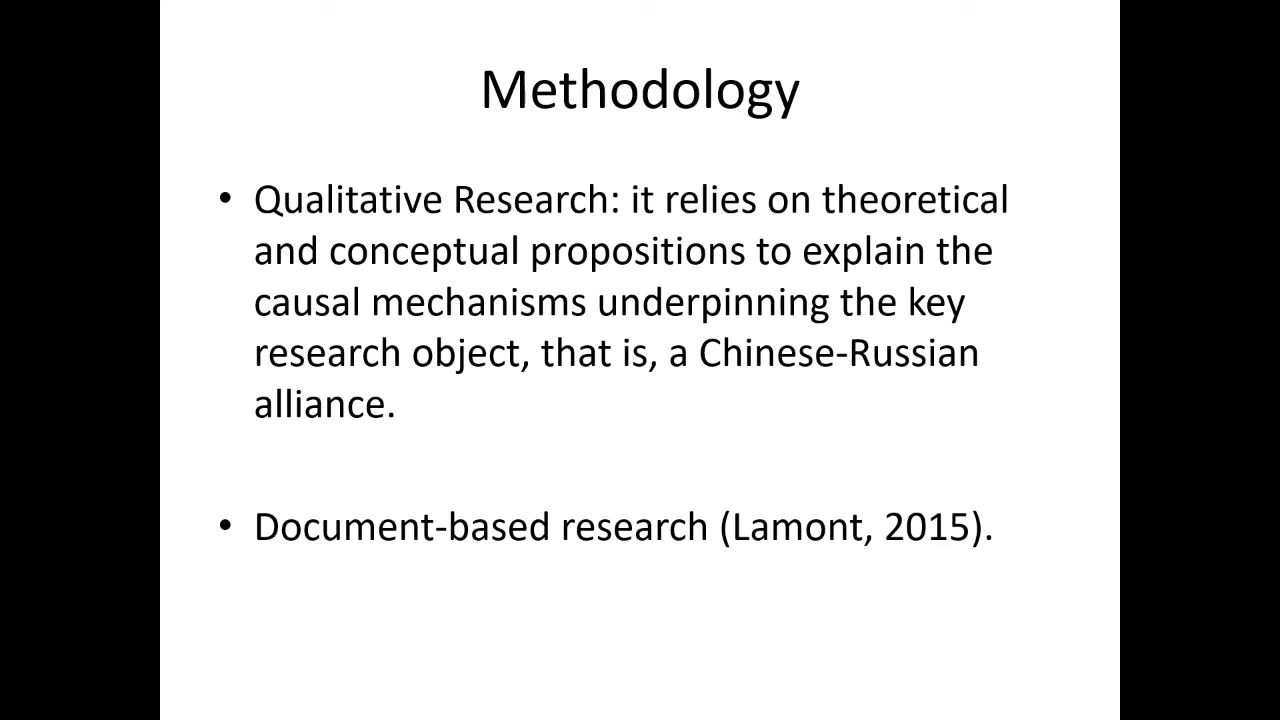 Methodology
• Qualitative Research: it relies on theoretical
and conceptual propositions to explain the
causal mechanisms underpinning the key
research object, that is, a Chinese-Russian
alliance.
• Document-based research (Lamont, 2015).